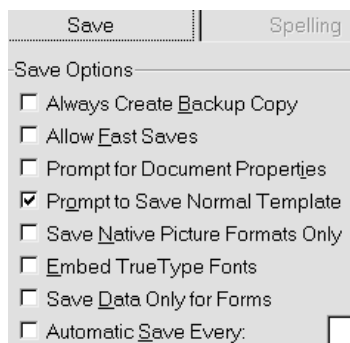 Save Spelling
Save Options
Always Create Backup Copy
Allow Fast Saves
Prompt for Document Properties
Prompt to Save Normal Template
Save Native Picture Formats Only
Embed TrueType Fonts
Save Data Only for Forms
Automatic Save Every: